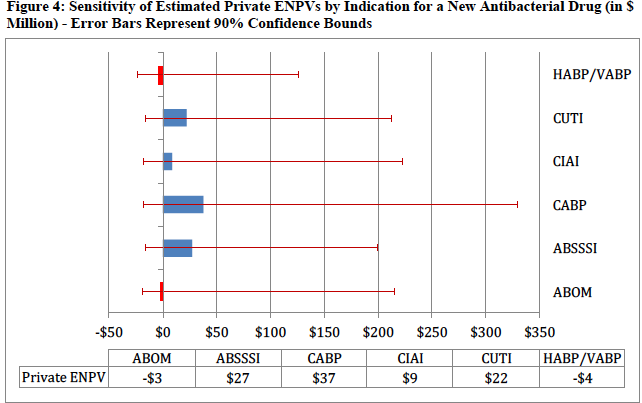 Figure 4: Sensitivity of Estimated Private ENPVs by Indication for a New Antibacterial Drug (in $
Million) - Error Bars Represent 90% Confidence Bounds
HABP/VABP
CUTI
CIAI
CABP
ABSSSI
ABOM
-$50 $0 $50 $100 $150 $200 $250 $300 $350
ABOM ABSSSI CABP CIAI CUTI HABP/VABP
Private ENPV -$3 $27 $37 $9 $22 -$4